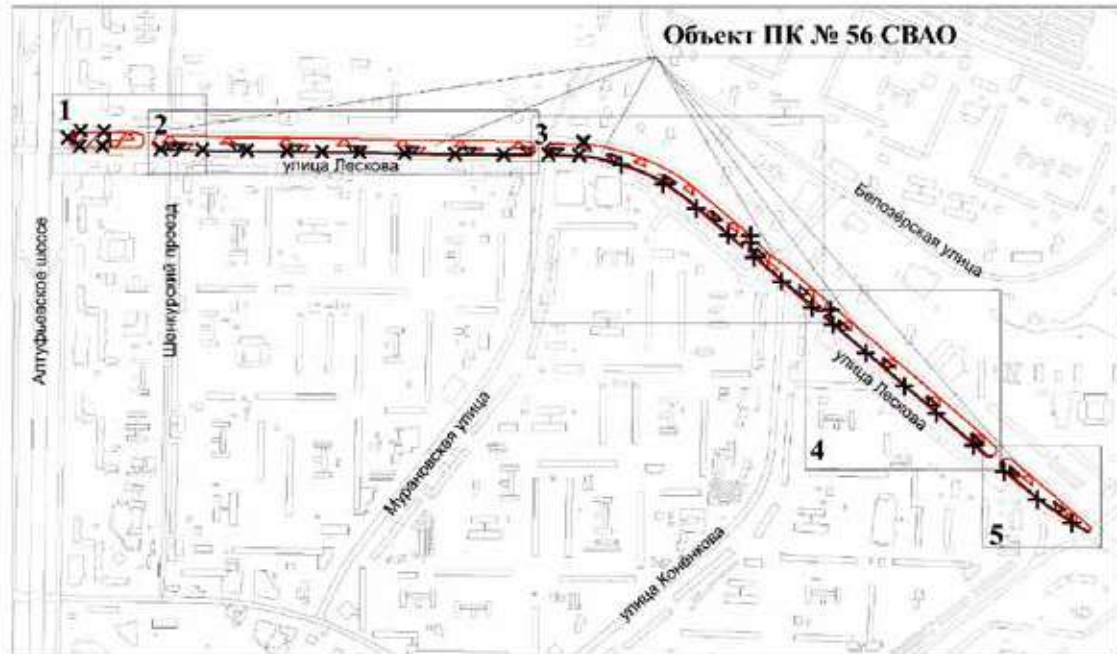 Объект ПК № 56 СВАО
1
2
3
улица Лескова
Белозёрская улица
Алтуфьевское шоссе
Шенкурский проезд
Мурановская улица
улица Лескова
4
улица Конёнкова
5